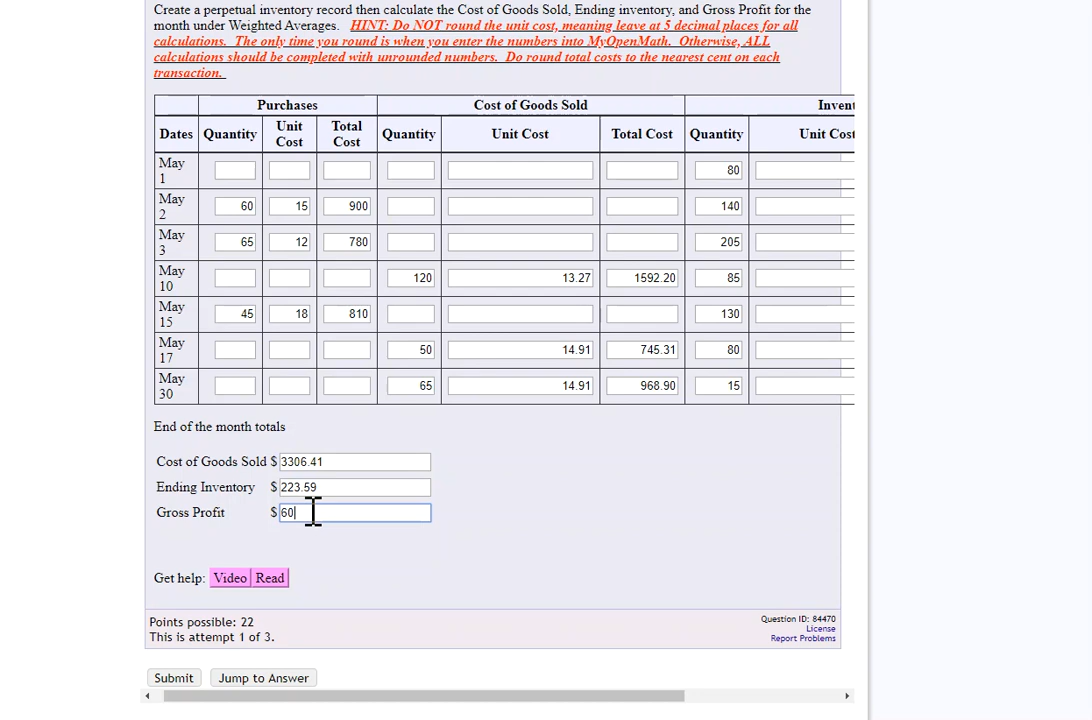 Create a perpetual inventory record then calculate the Cost of Goods Sold, Ending inventory, and Gross Profit for the
month under Weighted Averages. HINT: Do NOT round the unit cost, meaning leave at 5 decimal places for all
calculations. The only time you round is when you enter the numbers into MyOpenMath. Otherwise, ALL
calculations should be completed with unrounded numbers. Do round total costs to the nearest cent on each
transaction.
Purchases Cost of Goods Sold Invent
Dates Quantity Unit Cost Total Cost Quantity Unit Cost Total Cost Quantity Unit Cost
May 1 80
May 2 60 15 900 140
May 3 65 12 780 205
May 10 120 13.27 1592.20 85
May 15 45 18 810 130
May 17 50 14.91 745.31 80
May 30 65 14.91 968.90 15
End of the month totals
Cost of Goods Sold $ 3306.41
Ending Inventory $ 223.59
Gross Profit $ 60
Get help: Video Read
Points possible: 22
This is attempt 1 of 3.
Question ID: 84470
License
Report Problems
Submit Jump to Answer